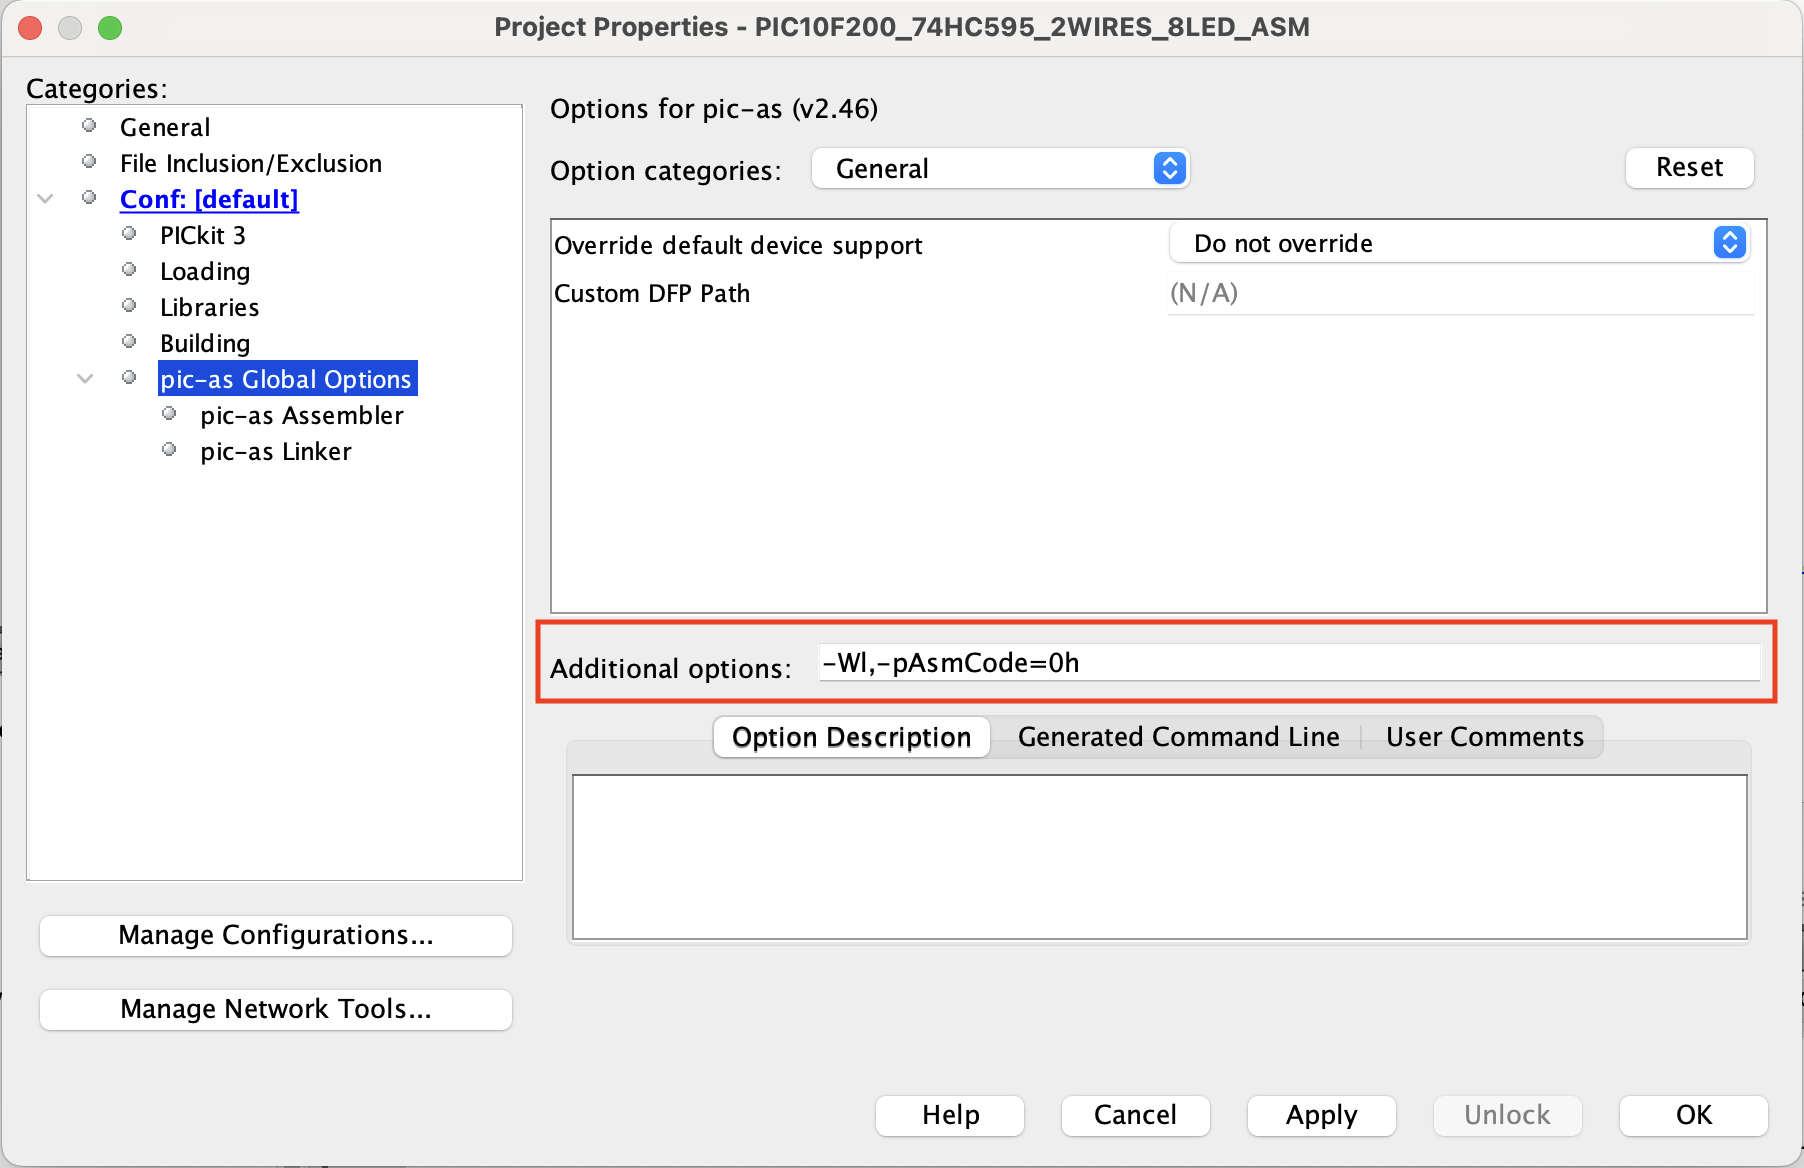 Project Properties - PIC10F200_74HC595_2WIRES_8LED_ASM
Categories:
General
File Inclusion/Exclusion
Conf: [default]
PICkit 3
Loading
Libraries
Building
pic-as Global Options
pic-as Assembler
pic-as Linker
Manage Configurations...
Manage Network Tools...
Options for pic-as (v2.46)
Option categories: General Reset
Override default device support Do not override
Custom DFP Path (N/A)
Additional options: -Wl,-pAsmCode=0h
Option Description Generated Command Line User Comments
Help Cancel Apply Unlock OK